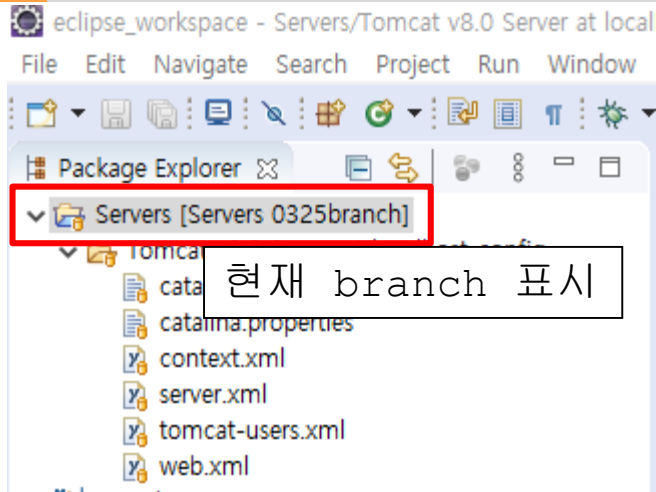 eclipse_workspace - Servers/Tomcat v8.0 Server at local
File Edit Navigate Search Project Run Window
Package Explorer
Servers [Servers 0325branch]
현재 branch 표시
catalina.properties
context.xml
server.xml
tomcat-users.xml
web.xml